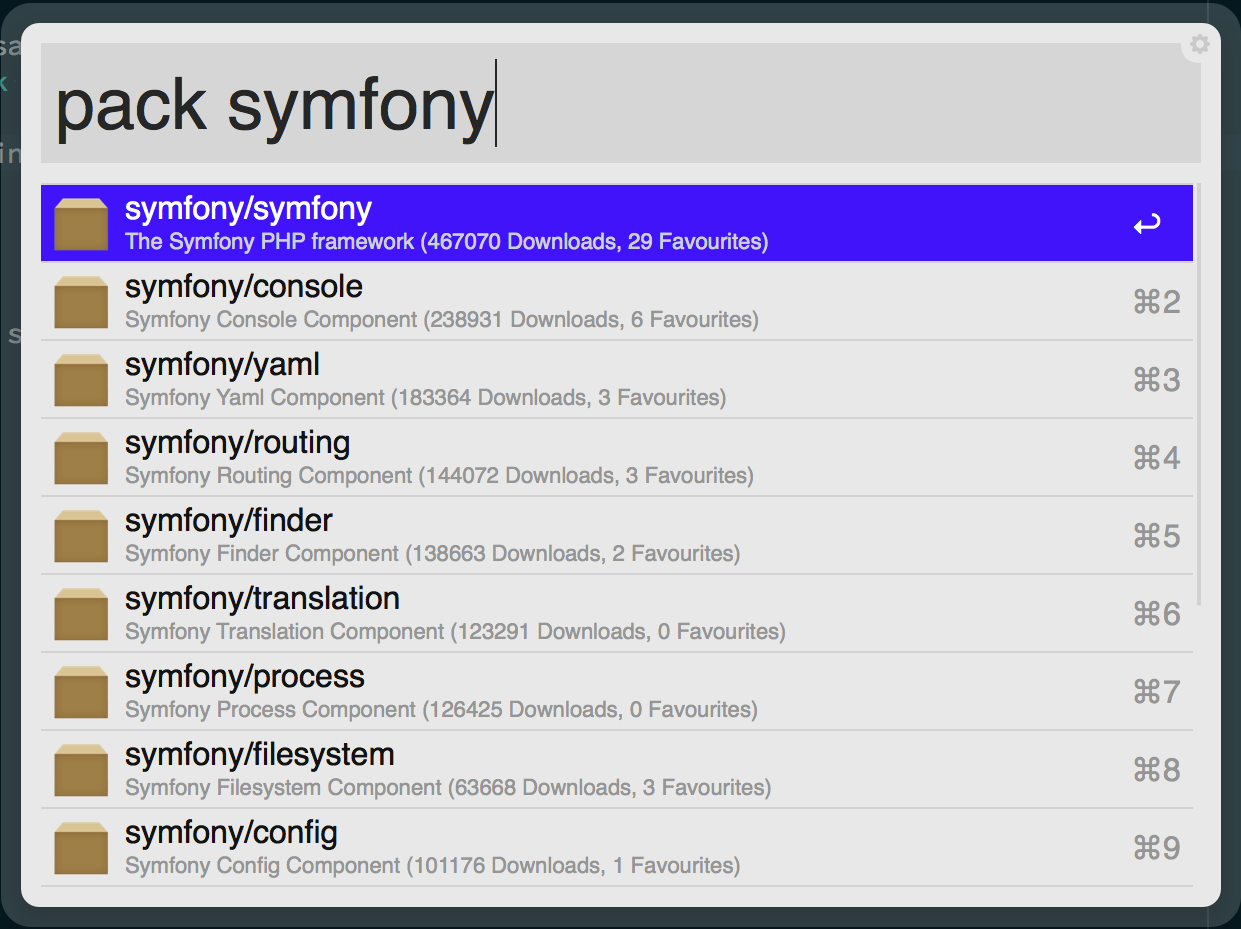 pack symfony
symfony/symfony
The Symfony PHP framework (467070 Downloads, 29 Favourites)
symfony/console
Symfony Console Component (238931 Downloads, 6 Favourites)
⌘2
symfony/yaml
Symfony Yaml Component (183364 Downloads, 3 Favourites)
⌘3
symfony/routing
Symfony Routing Component (144072 Downloads, 3 Favourites)
⌘4
symfony/finder
Symfony Finder Component (138663 Downloads, 2 Favourites)
⌘5
symfony/translation
Symfony Translation Component (123291 Downloads, 0 Favourites)
⌘6
symfony/process
Symfony Process Component (126425 Downloads, 0 Favourites)
⌘7
symfony/filesystem
Symfony Filesystem Component (63668 Downloads, 3 Favourites)
⌘8
symfony/config
Symfony Config Component (101176 Downloads, 1 Favourites)
⌘9